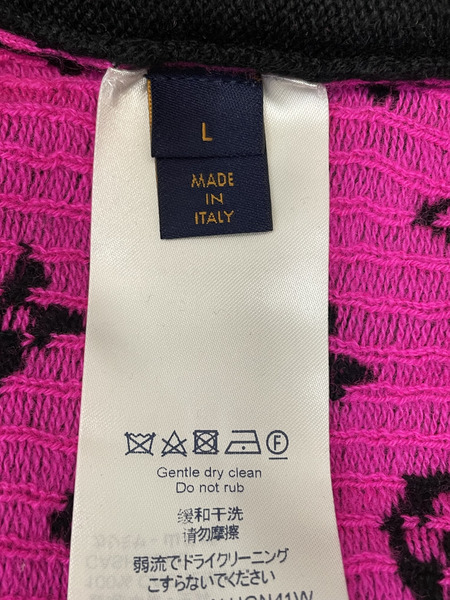 L
MADE
IN
ITALY
F
Gentle dry clean
Do not rub
缓和干洗
请勿摩擦
弱流でドライクリーニング
こすらないでください